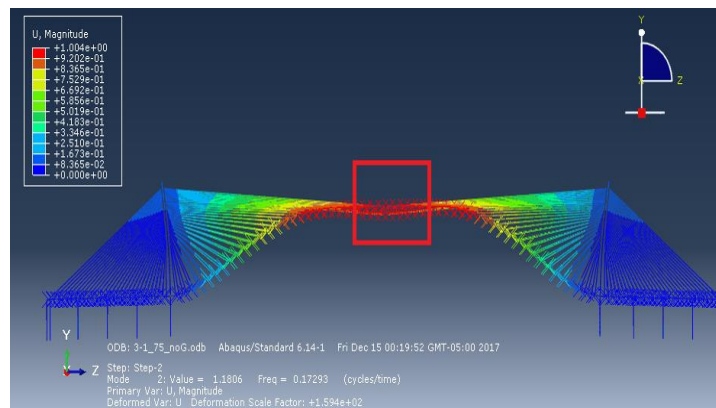 U, Magnitude
+1.004e+00
+9.202e-01
+8.365e-01
+7.529e-01
+6.692e-01
+5.856e-01
+5.019e-01
+4.183e-01
+3.346e-01
+2.510e-01
+1.673e-01
+8.365e-02
+0.000e+00
Y
X Z
Y
X Z
ODB: 3-1_75_noG.odb Abaqus/Standard 6.14-1 Fri Dec 15 00:19:52 GMT-05:00 2017
Step: Step-2
Mode 2: Value = 1.1806 Freq = 0.17293 (cycles/time)
Primary Var: U, Magnitude
Deformed Var: U Deformation Scale Factor: +1.594e+02